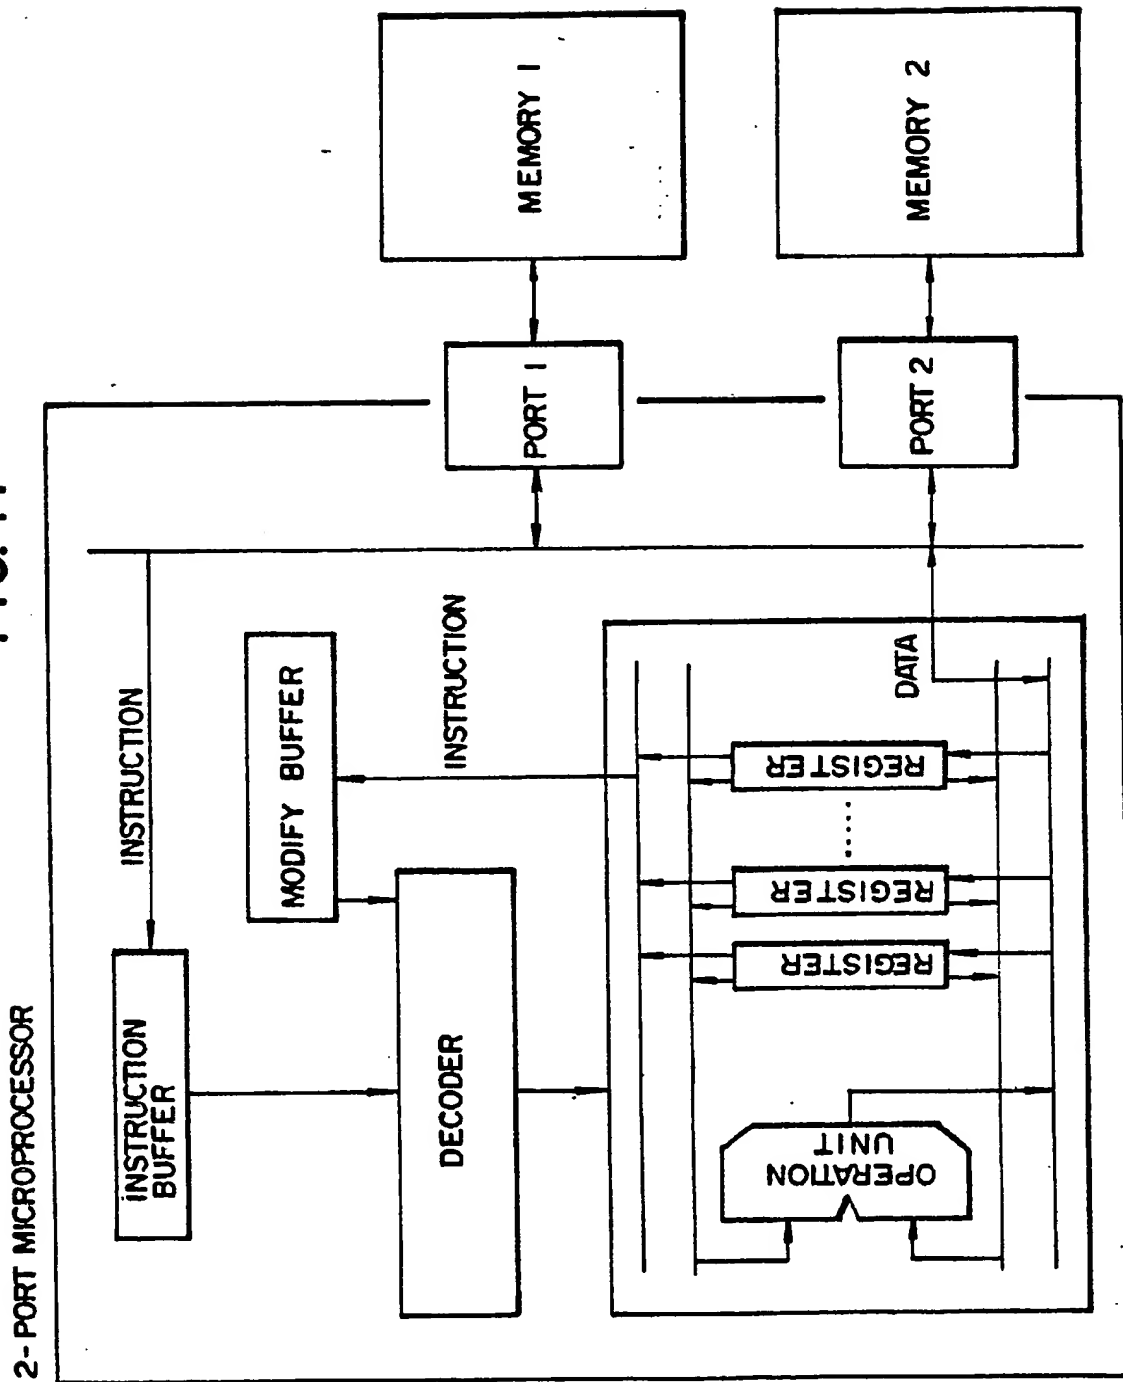 2-PORT MICROPROCESSOR
INSTRUCTION
BUFFER
INSTRUCTION
MODIFY BUFFER
DECODER
INSTRUCTION
PORT 1
MEMORY 1
OPERATION
UNIT
REGISTER
REGISTER
......
REGISTER
DATA
PORT 2
MEMORY 2